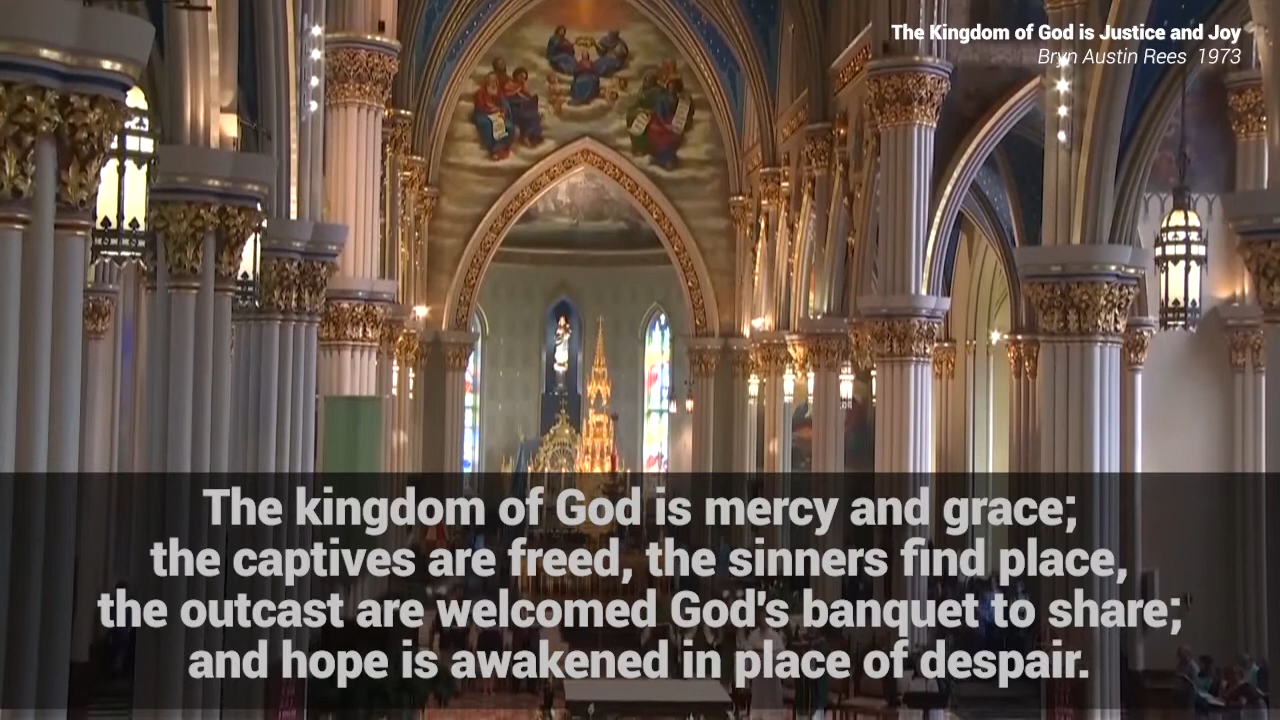 The Kingdom of God is Justice and Joy
Bryn Austin Rees 1973
The kingdom of God is mercy and grace;
the captives are freed, the sinners find place,
the outcast are welcomed God's banquet to share;
and hope is awakened in place of despair.